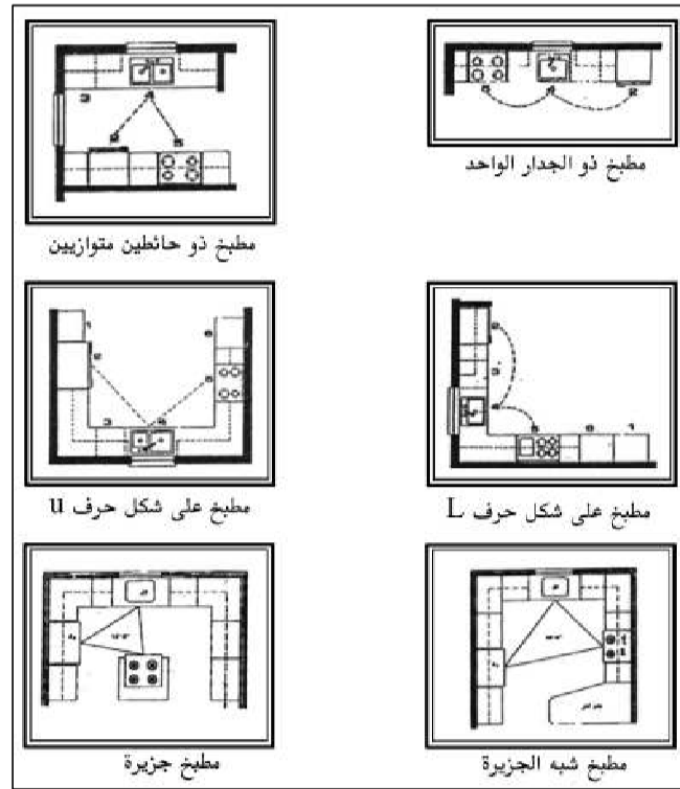 مطبخ ذو الجدار الواحد
مطبخ ذو حائطين متوازيين
مطبخ على شكل حرف L
مطبخ على شكل حرف u
مطبخ شبه الجزيرة
مطبخ جزيرة